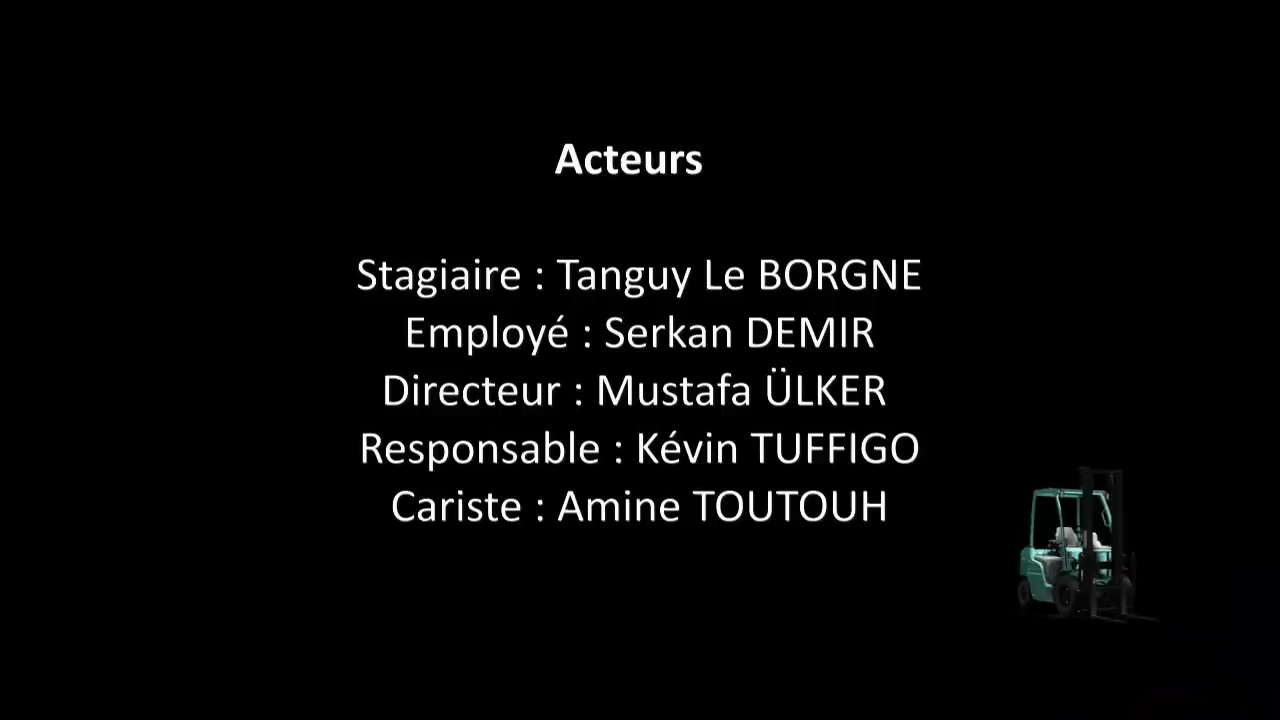 Acteurs
Stagiaire : Tanguy Le BORGNE
Employé : Serkan DEMIR
Directeur : Mustafa ÜLKER
Responsable : Kévin TUFFIGO
Cariste : Amine TOUTOUH